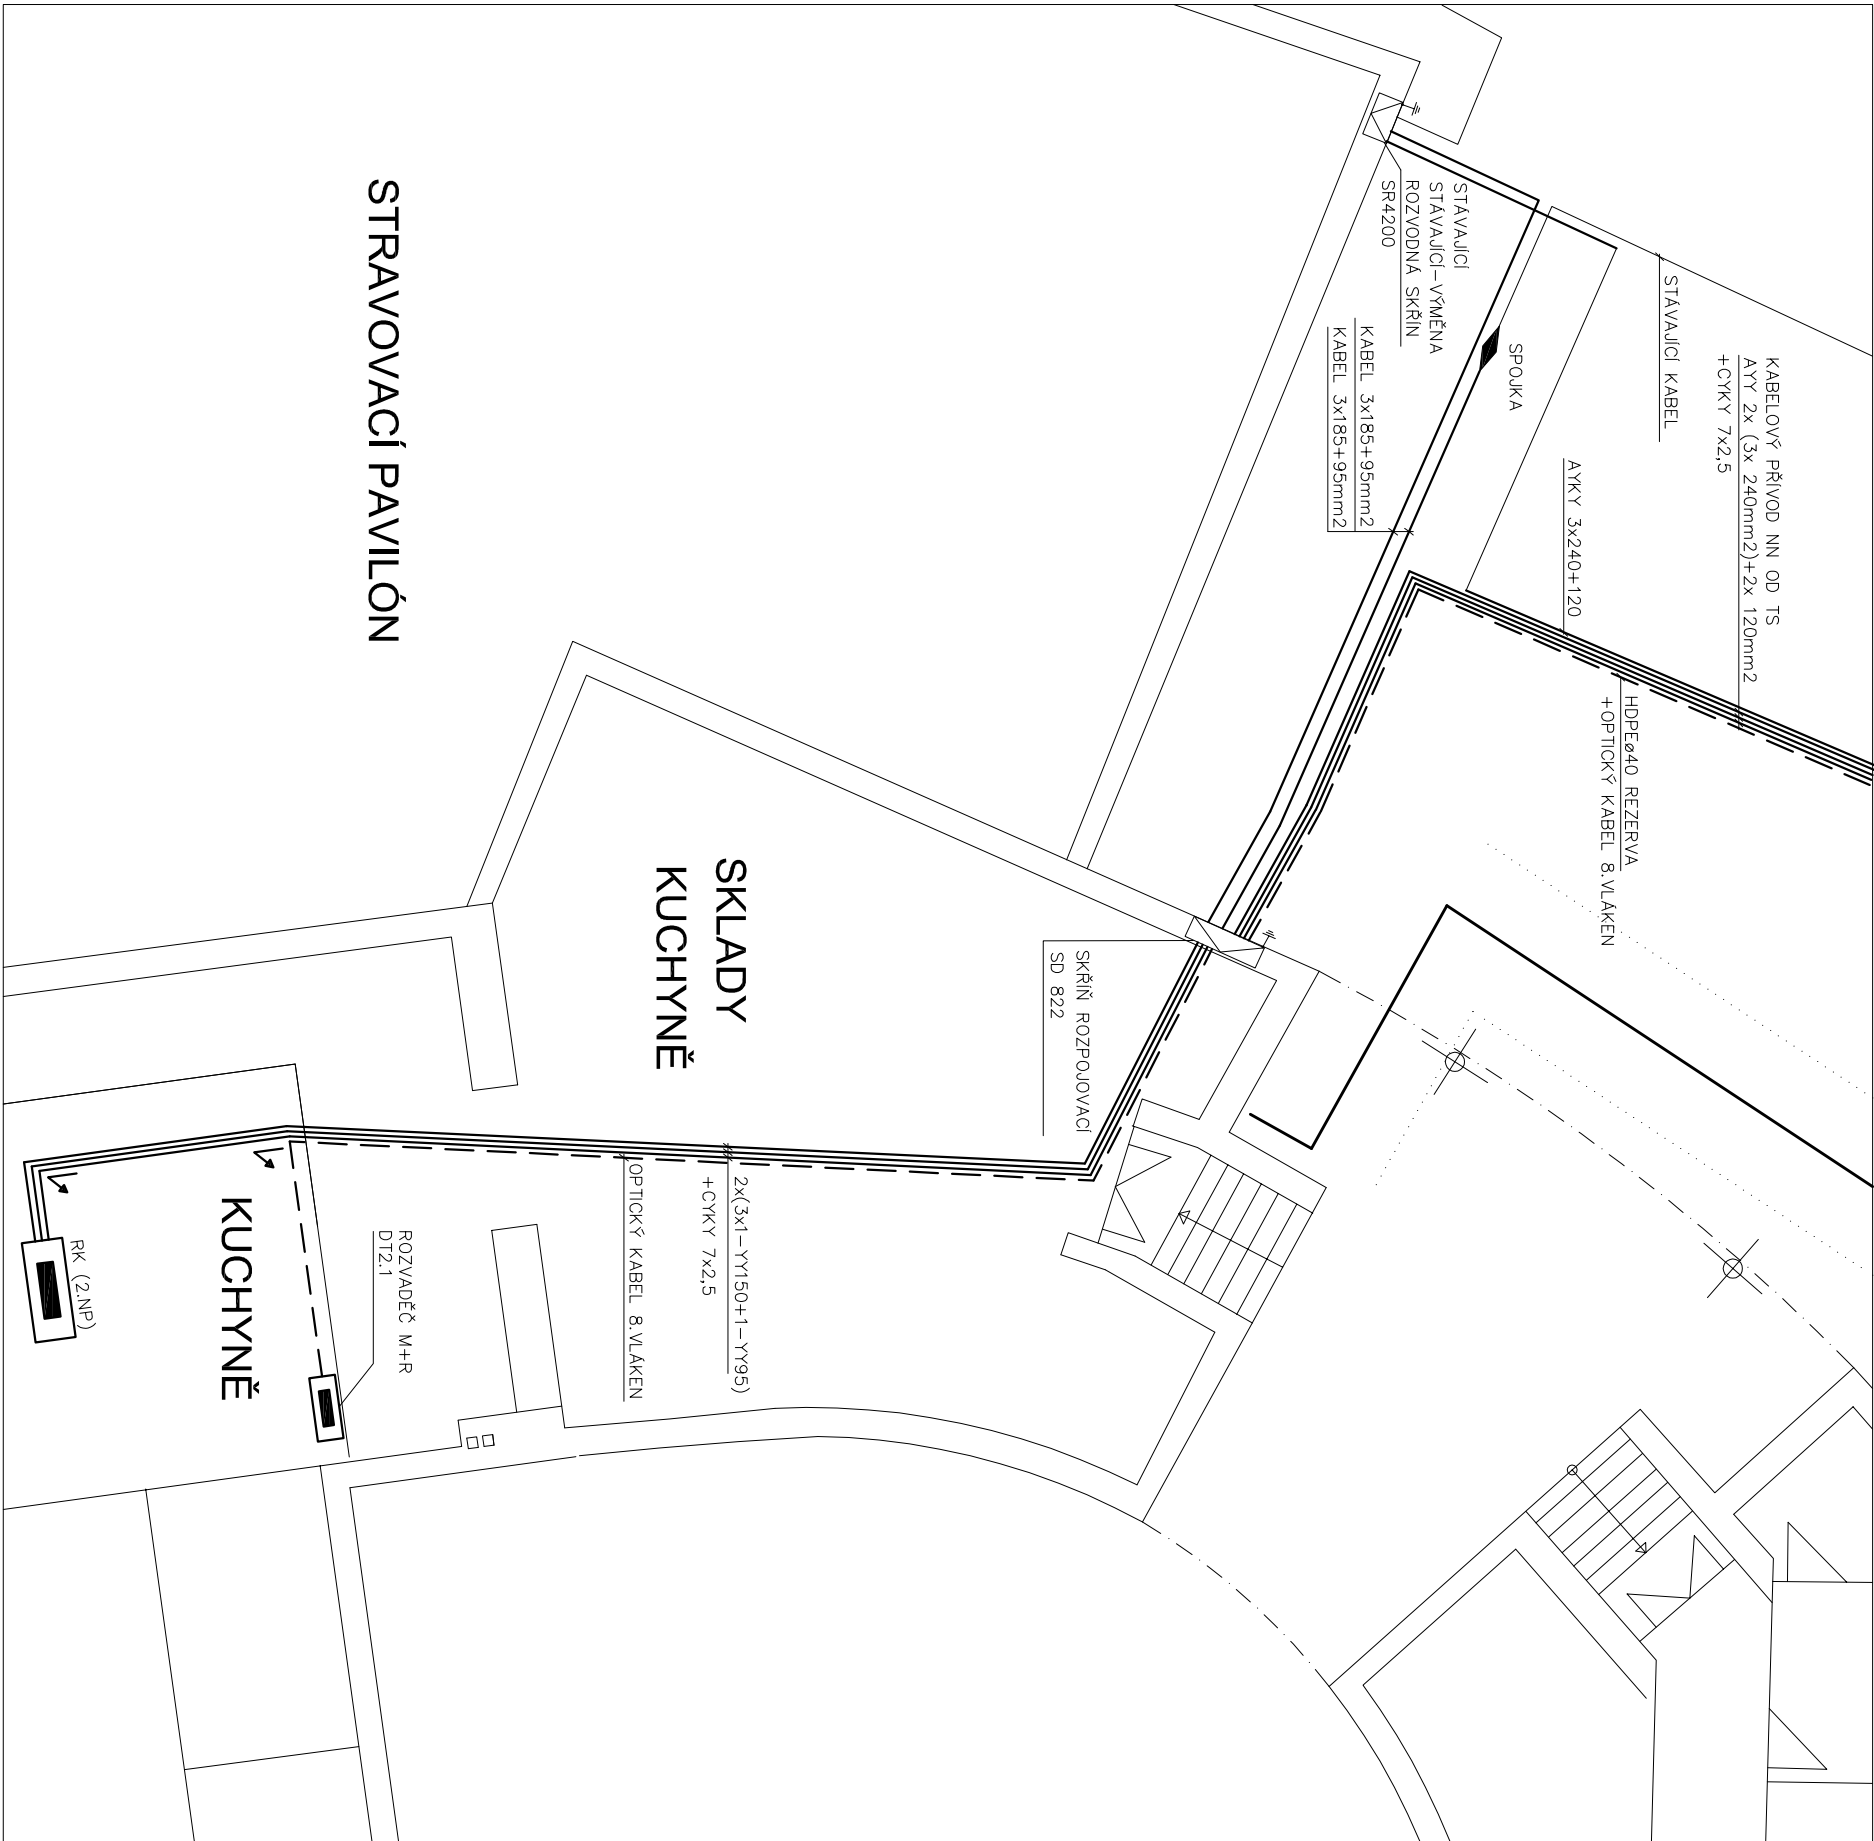 KABELOVÝ PŘÍVOD NN OD TS
AYY 2x (3x 240mm2)+2x 120mm2
+CYKY 7x2,5
STÁVAJÍCÍ KABEL
AYKY 3x240+120
HDPEø40 REZERVA
+OPTICKÝ KABEL 8.VLÁKEN
SPOJKA
STÁVAJÍCÍ
STÁVAJÍCÍ-VÝMĚNA
ROZVODNÁ SKŘÍN
SR4200
KABEL 3x185+95mm2
KABEL 3x185+95mm2
SKŘÍŇ ROZPOJOVACÍ
SD 822
SKLADY
KUCHYNĚ
2x(3x1-YY150+1-YY95)
+CYKY 7x2,5
OPTICKÝ KABEL 8.VLÁKEN
STRAVOVACÍ PAVILÓN
ROZVADĚČ M+R
DT2.1
KUCHYNĚ
RK (2.NP)